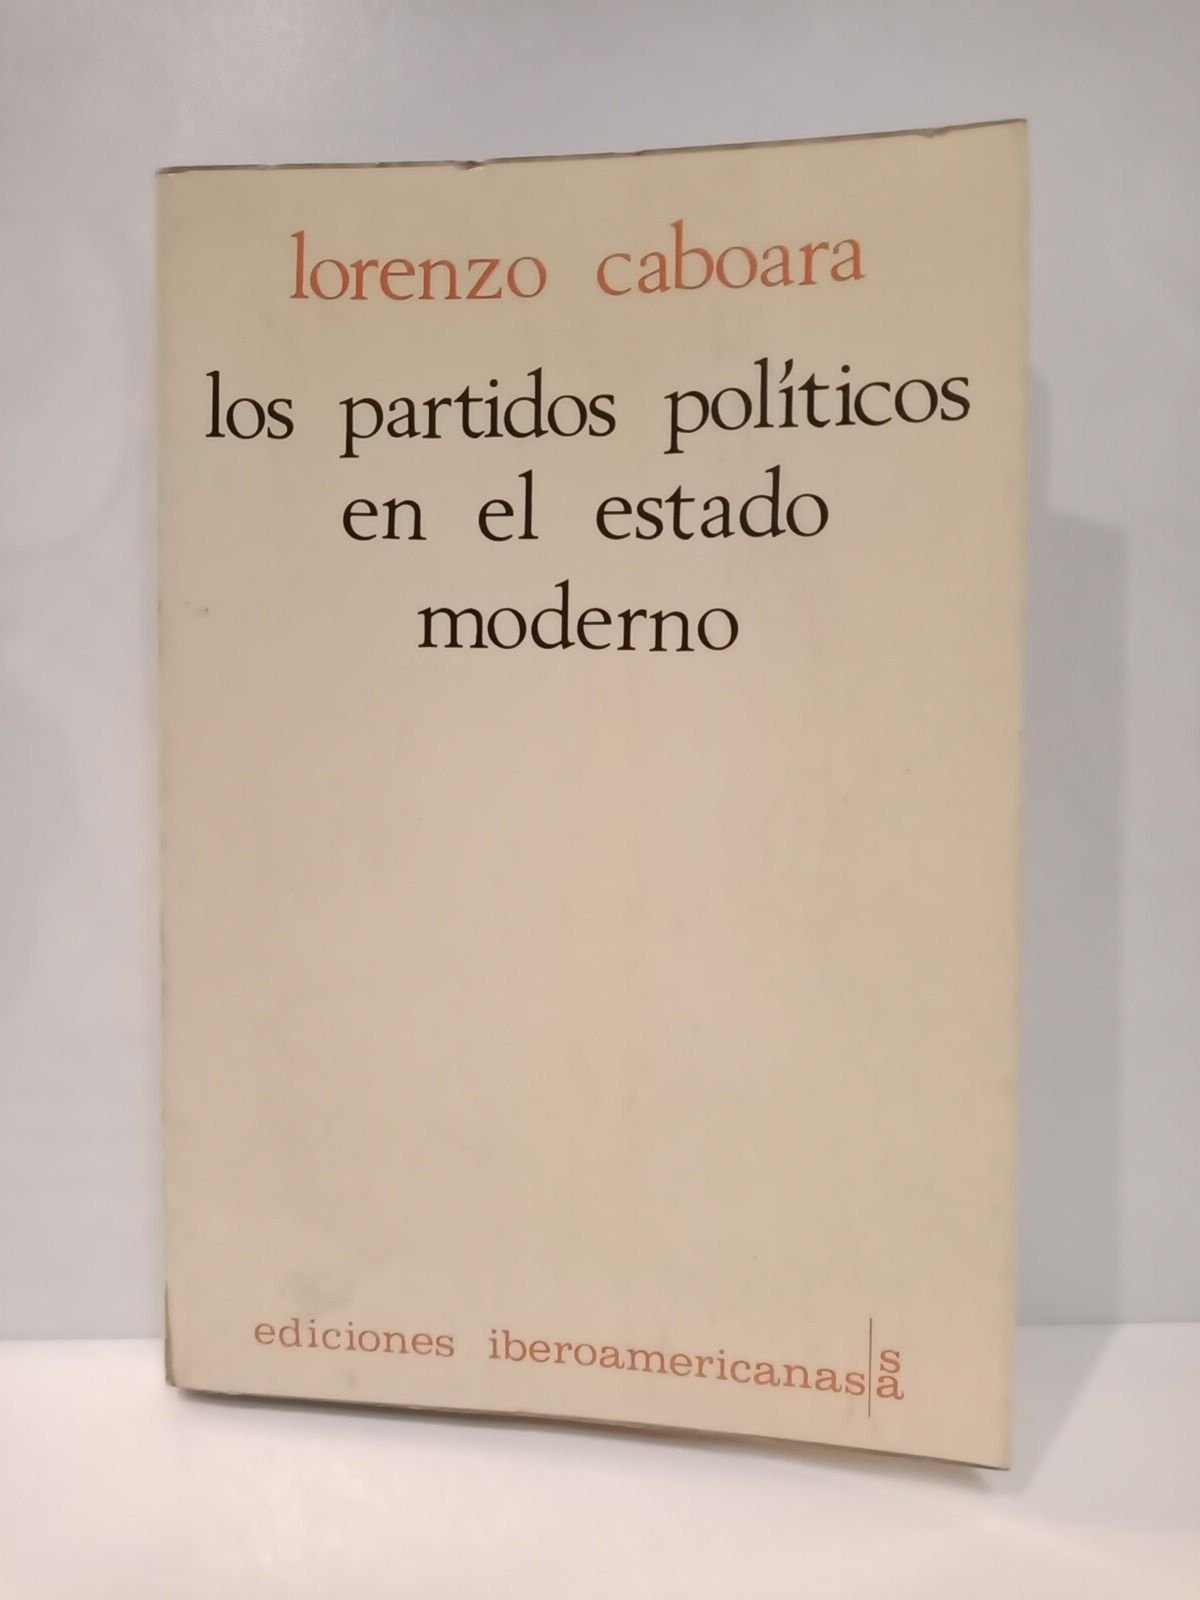 lorenzo caboara
los partidos políticos
en el estado
moderno
ediciones iberoamericanas s
a